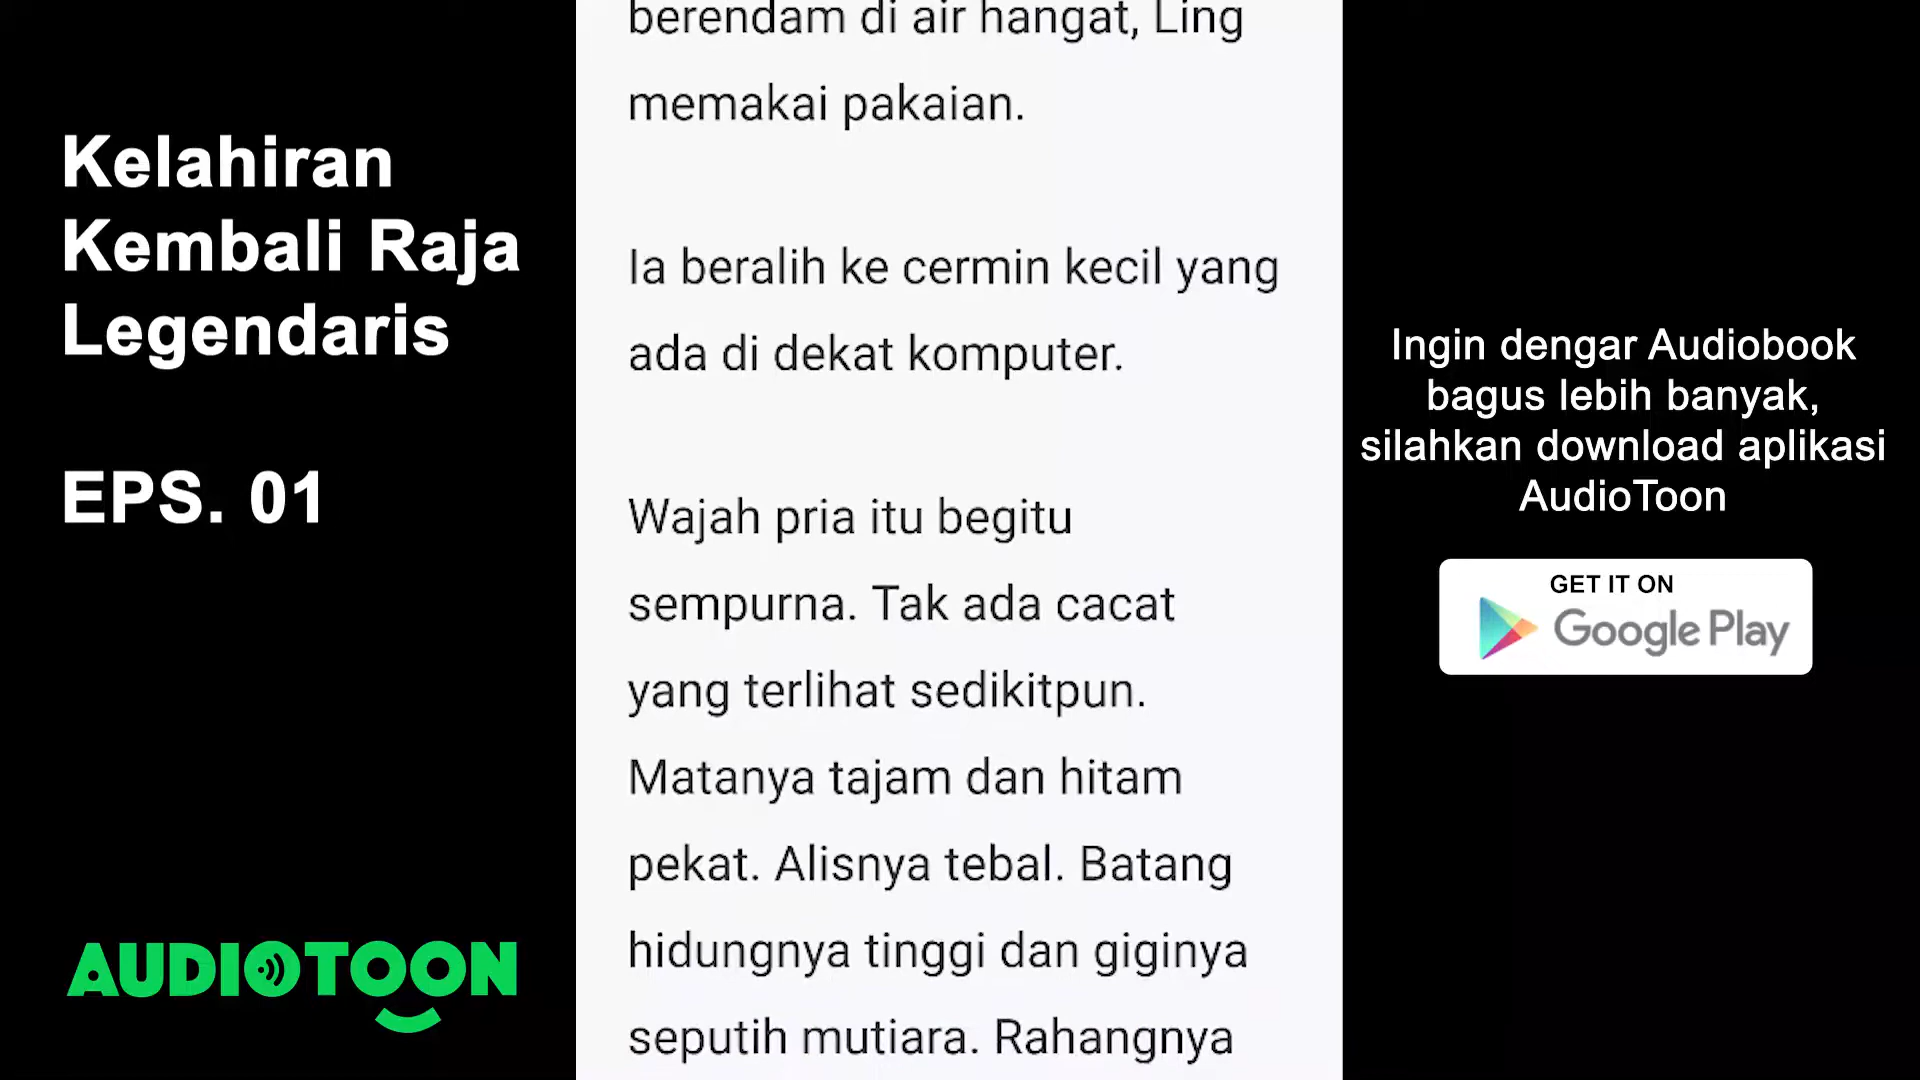 Kelahiran
Kembali Raja
Legendaris
EPS. 01
AUDIOTOON
berendam di air hangat, Ling
memakai pakaian.
Ia beralih ke cermin kecil yang
ada di dekat komputer.
Wajah pria itu begitu
sempurna. Tak ada cacat
yang terlihat sedikitpun.
Matanya tajam dan hitam
pekat. Alisnya tebal. Batang
hidungnya tinggi dan giginya
seputih mutiara. Rahangnya
Ingin dengar Audiobook
bagus lebih banyak,
silahkan download aplikasi
AudioToon
GET IT ON
Google Play